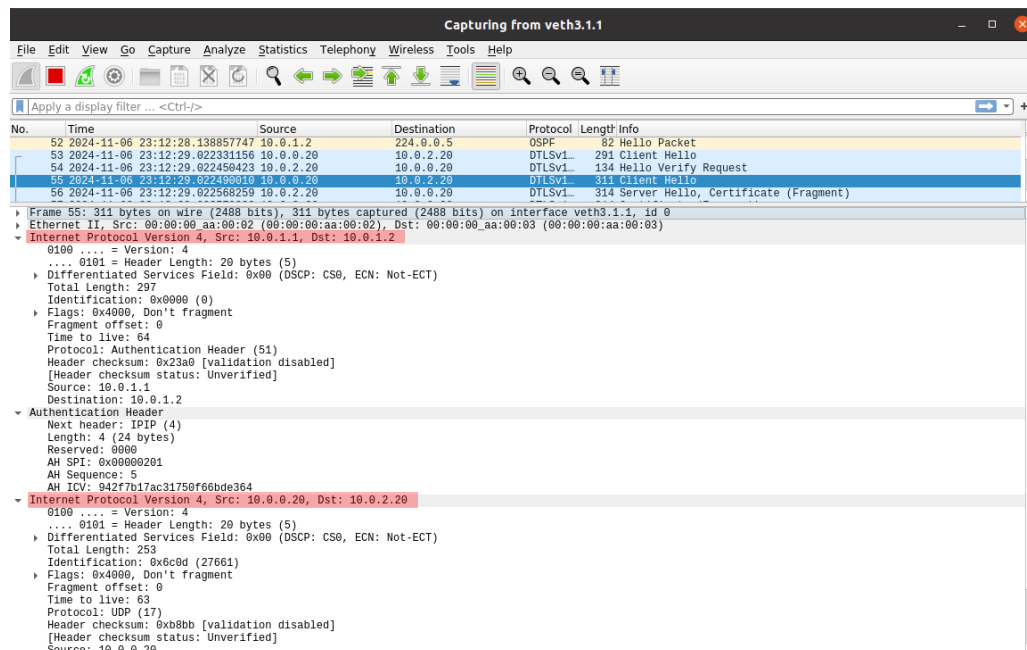 Capturing from veth3.1.1
File Edit View Go Capture Analyze Statistics Telephony Wireless Tools Help
Apply a display filter ... <Ctrl-/>
No. Time Source Destination Protocol Length Info
52 2024-11-06 23:12:28.138857747 10.0.1.2 224.0.0.5 OSPF 82 Hello Packet
53 2024-11-06 23:12:29.022331156 10.0.0.20 10.0.2.20 DTLSv1… 291 Client Hello
54 2024-11-06 23:12:29.022450423 10.0.2.20 10.0.0.20 DTLSv1… 134 Hello Verify Request
55 2024-11-06 23:12:29.022490010 10.0.0.20 10.0.2.20 DTLSv1… 311 Client Hello
56 2024-11-06 23:12:29.022568259 10.0.2.20 10.0.0.20 DTLSv1… 314 Server Hello, Certificate (Fragment)
Frame 55: 311 bytes on wire (2488 bits), 311 bytes captured (2488 bits) on interface veth3.1.1, id 0
Ethernet II, Src: 00:00:00_aa:00:02 (00:00:00:aa:00:02), Dst: 00:00:00_aa:00:03 (00:00:00:aa:00:03)
Internet Protocol Version 4, Src: 10.0.1.1, Dst: 10.0.1.2
0100 .... = Version: 4
.... 0101 = Header Length: 20 bytes (5)
Differentiated Services Field: 0x00 (DSCP: CS0, ECN: Not-ECT)
Total Length: 297
Identification: 0x0000 (0)
Flags: 0x4000, Don't fragment
Fragment offset: 0
Time to live: 64
Protocol: Authentication Header (51)
Header checksum: 0x23a0 [validation disabled]
[Header checksum status: Unverified]
Source: 10.0.1.1
Destination: 10.0.1.2
Authentication Header
Next header: IPIP (4)
Length: 4 (24 bytes)
Reserved: 0000
AH SPI: 0x00000201
AH Sequence: 5
AH ICV: 942f7b17ac31750f66bde364
Internet Protocol Version 4, Src: 10.0.0.20, Dst: 10.0.2.20
0100 .... = Version: 4
.... 0101 = Header Length: 20 bytes (5)
Differentiated Services Field: 0x00 (DSCP: CS0, ECN: Not-ECT)
Total Length: 253
Identification: 0x6c0d (27661)
Flags: 0x4000, Don't fragment
Fragment offset: 0
Time to live: 63
Protocol: UDP (17)
Header checksum: 0xb8bb [validation disabled]
[Header checksum status: Unverified]
Source: 10.0.0.20